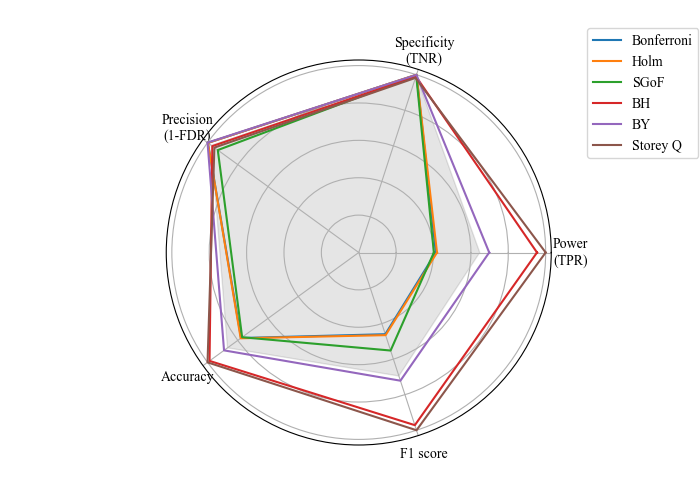 Specificity
(TNR)
Precision
(1-FDR)
Power
(TPR)
Accuracy
F1 score
Bonferroni
Holm
SGoF
BH
BY
Storey Q